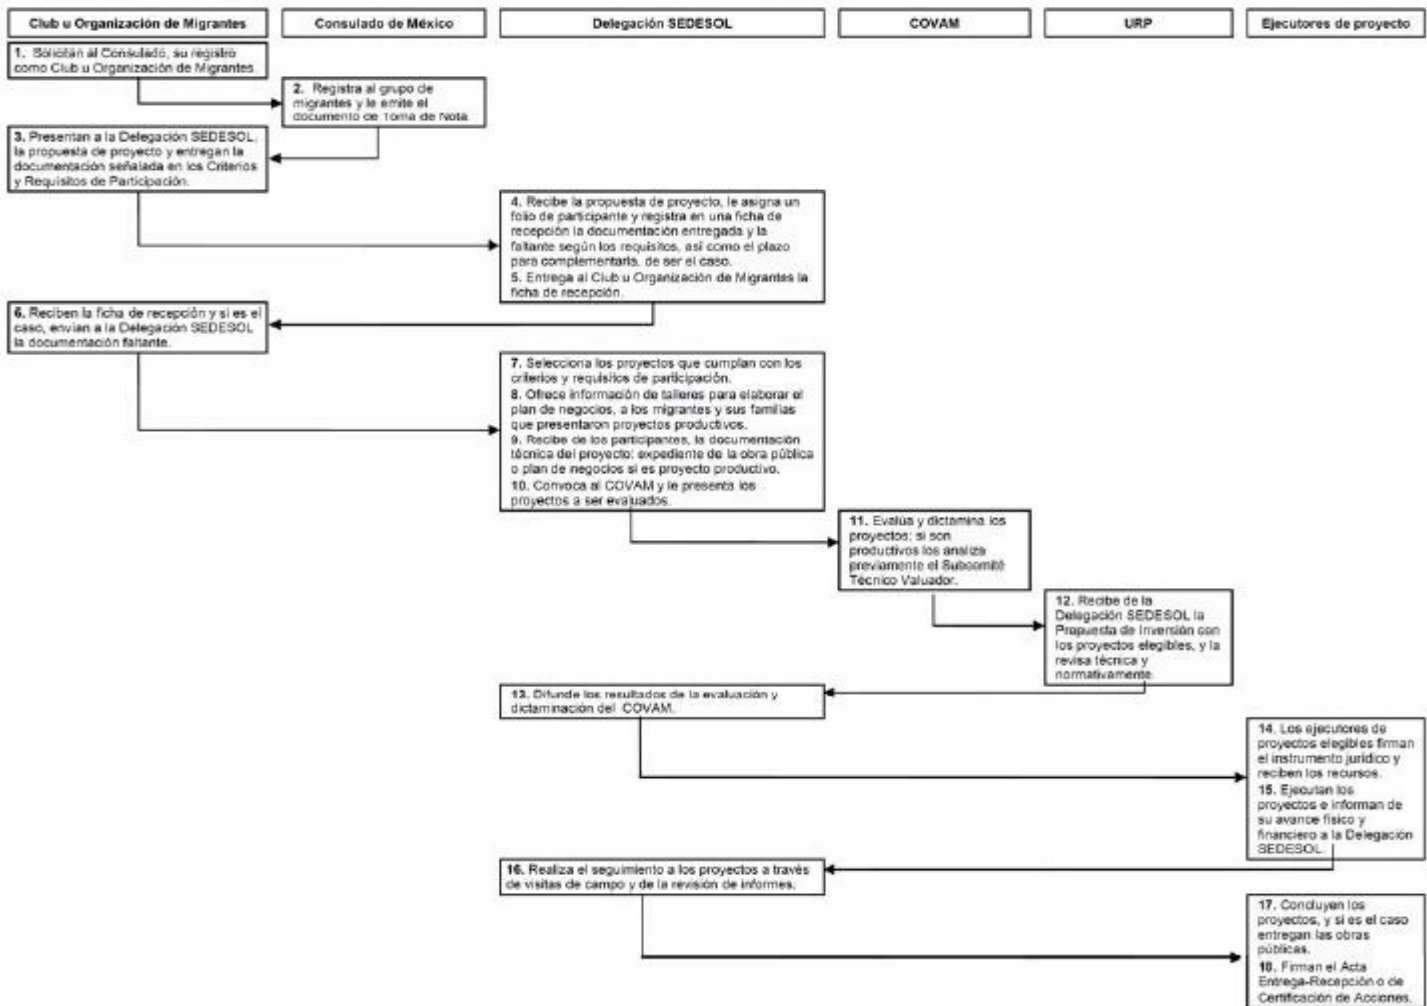 Club u Organización de Migrantes
Consulado de México
Delegación SEDESOL
COVAM
URP
Ejecutores de proyecto
1. Solicitan al Consulado, su registro
como Club u Organización de Migrantes.
2. Registra al grupo de
migrantes y le emite el
documento de Toma de Nota.
3. Presentan a la Delegación SEDESOL,
la propuesta de proyecto y entregan la
documentación señalada en los Criterios
y Requisitos de Participación.
4. Recibe la propuesta de proyecto, le asigna un
folio de participante y registra en una ficha de
recepción la documentación entregada y la
faltante según los requisitos, así como el plazo
para complementarla, de ser el caso.
5. Entrega al Club u Organización de Migrantes la
ficha de recepción.
6. Reciben la ficha de recepción y si es el
caso, envían a la Delegación SEDESOL
la documentación faltante.
7. Selecciona los proyectos que cumplan con los
criterios y requisitos de participación.
8. Ofrece información de talleres para elaborar el
plan de negocios, a los migrantes y sus familias
que presentaron proyectos productivos.
9. Recibe de los participantes, la documentación
técnica del proyecto; expediente de la obra pública
o plan de negocios si es proyecto productivo.
10. Convoca al COVAM y le presenta los
proyectos a ser evaluados.
11. Evalúa y dictamina los
proyectos; si son
productivos los analiza
previamente el Subcomité
Técnico Valuador.
12. Recibe de la
Delegación SEDESOL la
Propuesta de Inversión con
los proyectos elegibles, y la
revisa técnica y
normativamente.
13. Difunde los resultados de la evaluación y
dictaminación del COVAM.
14. Los ejecutores de
proyectos elegibles firman
el instrumento jurídico y
reciben los recursos.
15. Ejecutan los
proyectos e informan de
su avance físico y
financiero a la Delegación
SEDESOL.
16. Realiza el seguimiento a los proyectos a través
de visitas de campo y de la revisión de informes.
17. Concluyen los
proyectos, y si es el caso
entregan las obras
públicas.
18. Firman el Acta
Entrega-Recepción o de
Certificación de Acciones.